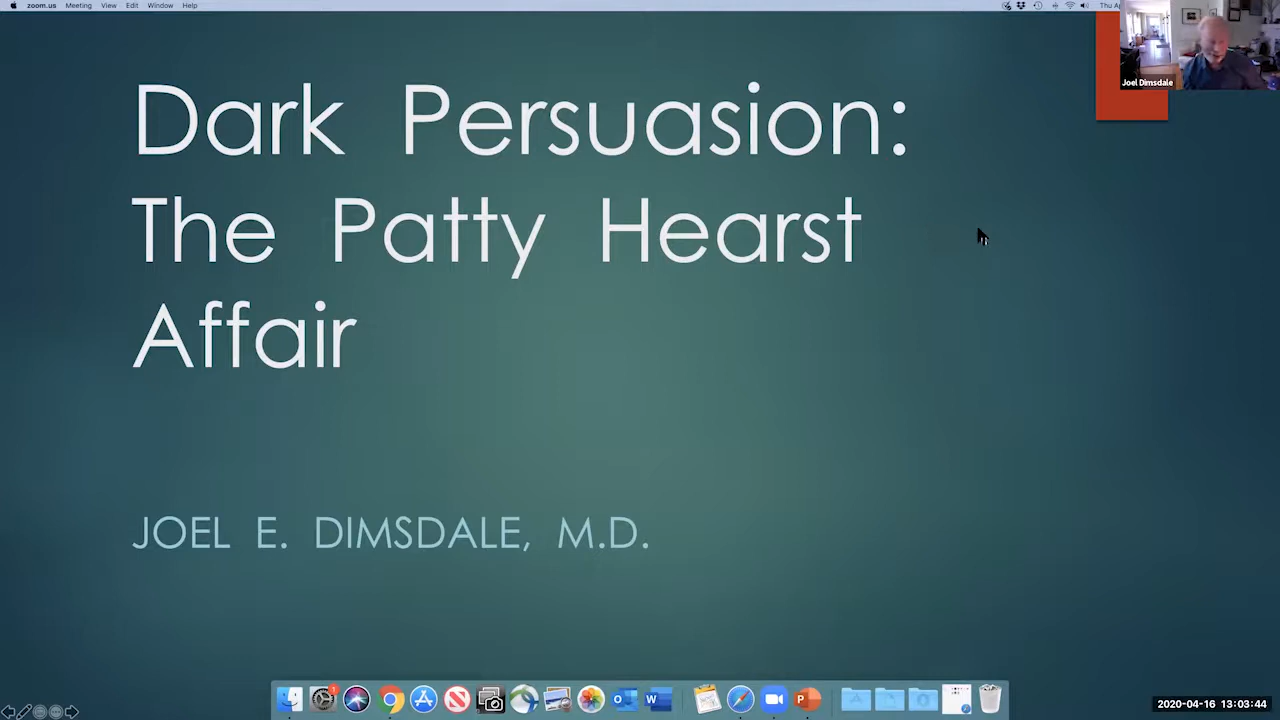 zoom.us Meeting View Edit Window Help
Joel Dimsdale
Dark Persuasion:
The Patty Hearst
Affair
JOEL E. DIMSDALE, M.D.
2020-04-16 13:03:44